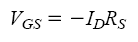 V_GS = −I_D R_S